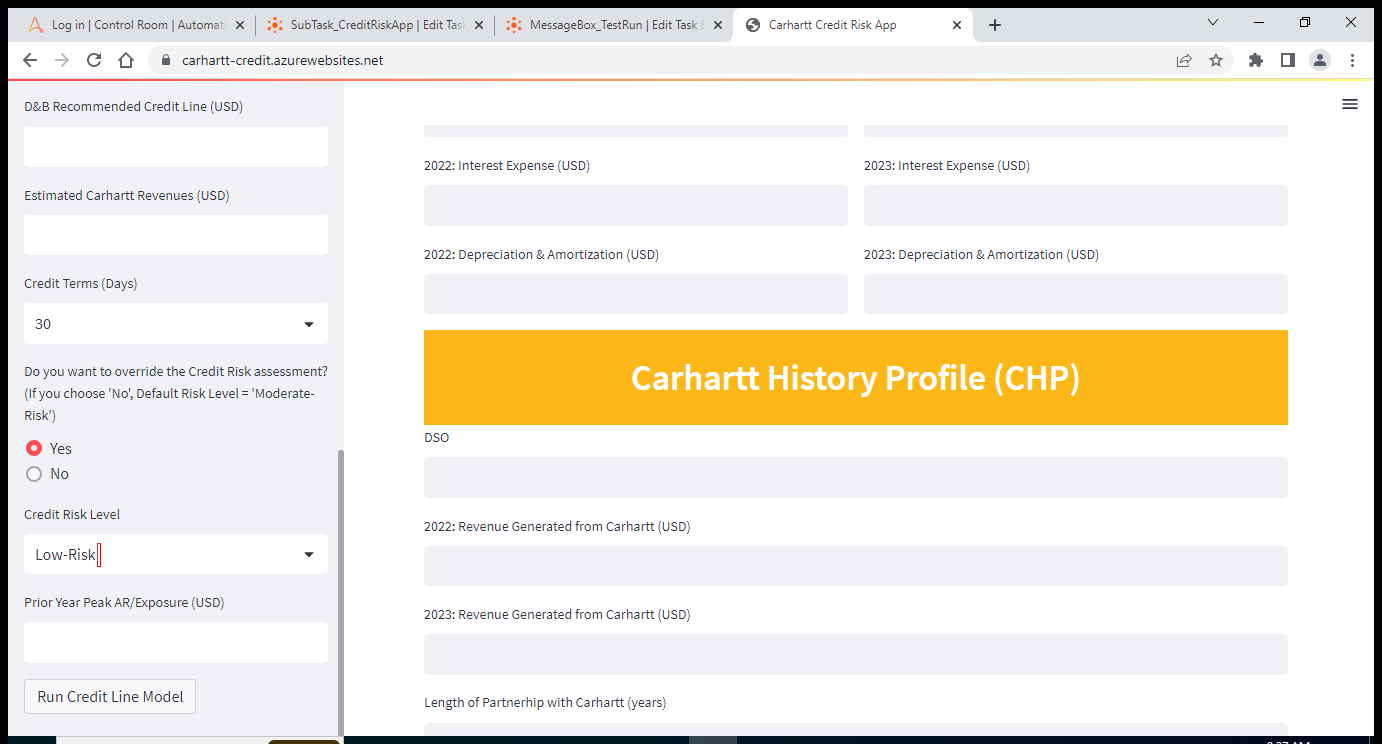 Log in | Control Room | Automat
SubTask_CreditRiskApp | Edit Tas
MessageBox_TestRun | Edit Task
Carhartt Credit Risk App
carhartt-credit.azurewebsites.net
D&B Recommended Credit Line (USD)
Estimated Carhartt Revenues (USD)
Credit Terms (Days)
30
Do you want to override the Credit Risk assessment?
(If you choose 'No', Default Risk Level = 'Moderate-
Risk')
Yes
No
Credit Risk Level
Low-Risk
Prior Year Peak AR/Exposure (USD)
Run Credit Line Model
2022: Interest Expense (USD)
2023: Interest Expense (USD)
2022: Depreciation & Amortization (USD)
2023: Depreciation & Amortization (USD)
Carhartt History Profile (CHP)
DSO
2022: Revenue Generated from Carhartt (USD)
2023: Revenue Generated from Carhartt (USD)
Length of Partnerhip with Carhartt (years)